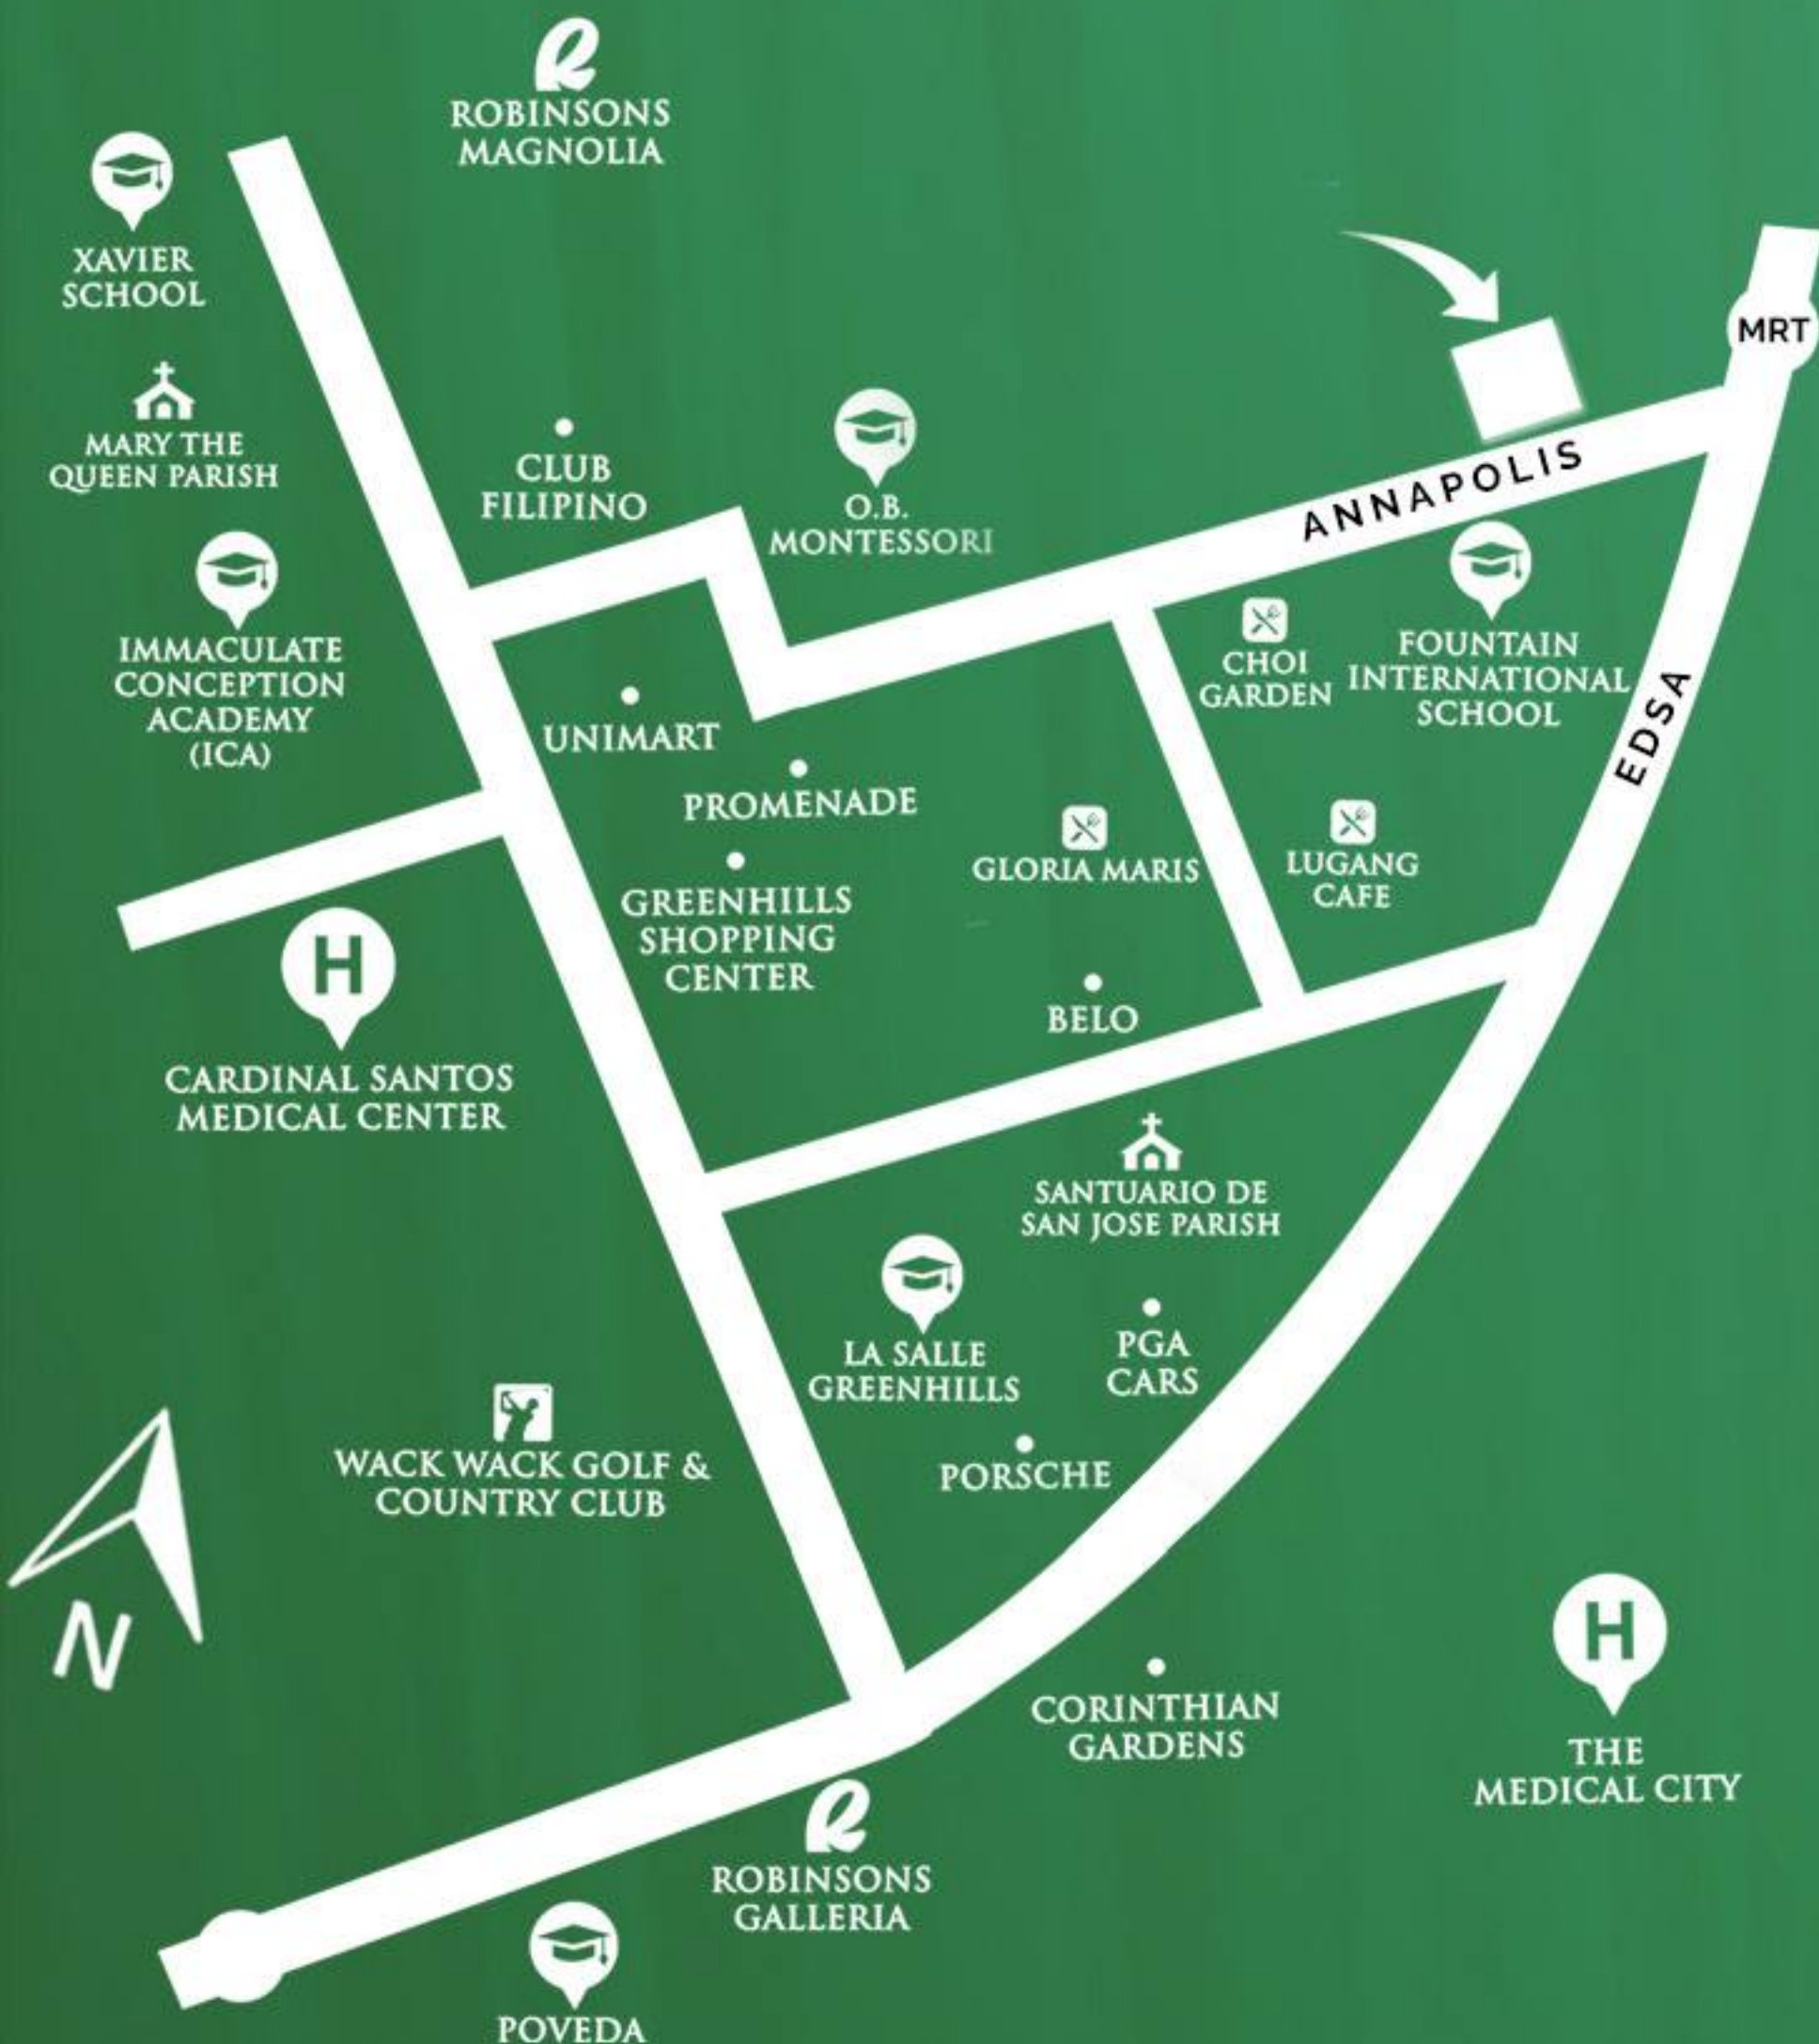 ROBINSONS
MAGNOLIA
XAVIER
SCHOOL
MRT
MARY THE
QUEEN PARISH
CLUB
FILIPINO
O.B.
MONTESSORI
ANNAPOLIS
IMMACULATE
CONCEPTION
ACADEMY
(ICA)
CHOI
GARDEN
FOUNTAIN
INTERNATIONAL
SCHOOL
EDSA
UNIMART
PROMENADE
GREENHILLS
SHOPPING
CENTER
GLORIA MARIS
LUGANG
CAFE
H
CARDINAL SANTOS
MEDICAL CENTER
BELO
SANTUARIO DE
SAN JOSE PARISH
LA SALLE
GREENHILLS
PGA
CARS
WACK WACK GOLF &
COUNTRY CLUB
PORSCHE
N
H
THE
MEDICAL CITY
CORINTHIAN
GARDENS
R
ROBINSONS
GALLERIA
POVEDA